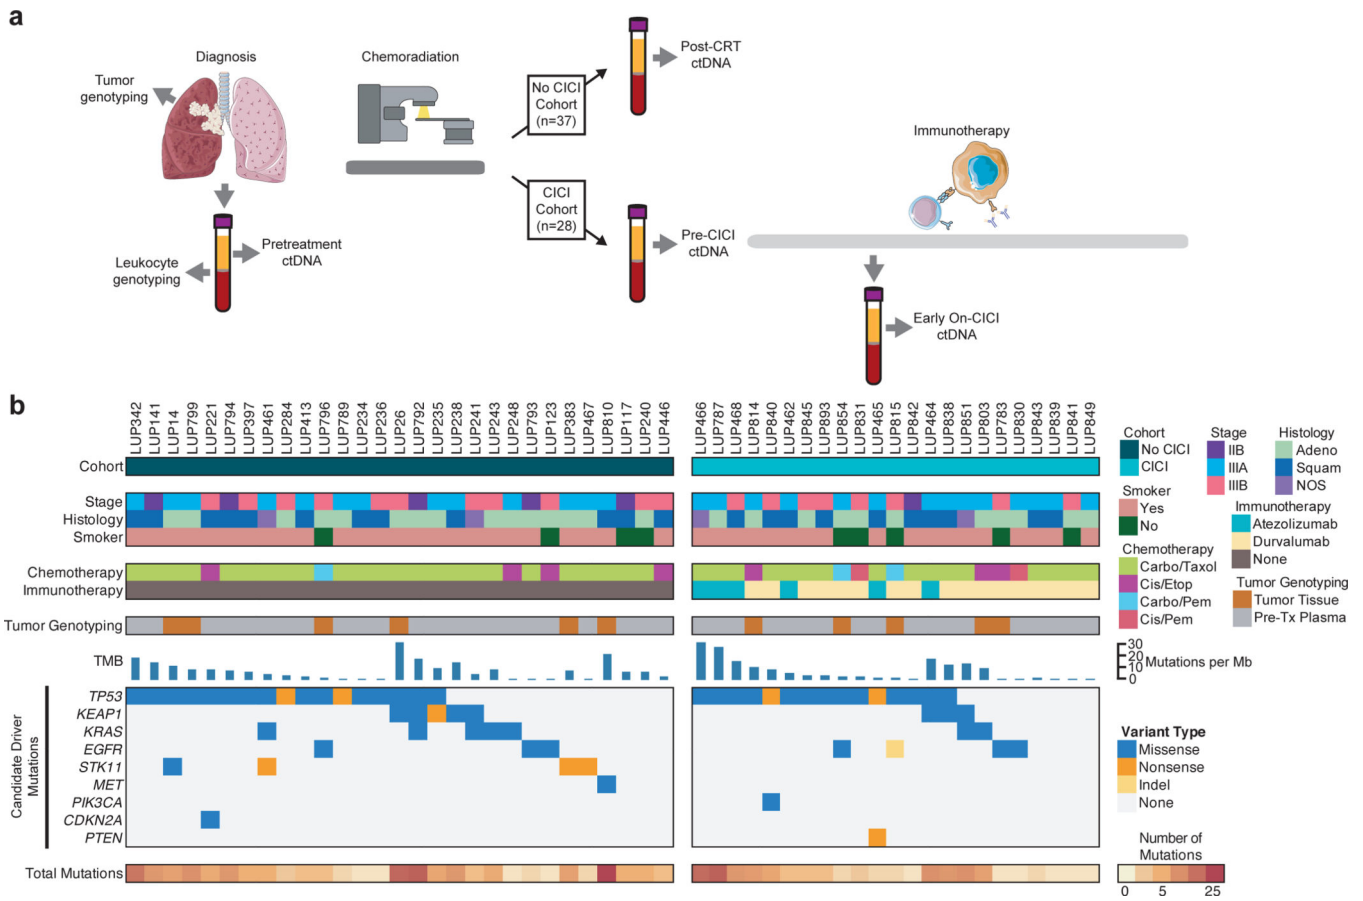 a
Diagnosis
Tumor
genotyping
Chemoradiation
Leukocyte
genotyping
Pretreatment
ctDNA
No CICI
Cohort
(n=37)
Post-CRT
ctDNA
CICI
Cohort
(n=28)
Pre-CICI
ctDNA
Immunotherapy
Early On-CICI
ctDNA
b
LUP342
LUP141
LUP14
LUP799
LUP221
LUP794
LUP397
LUP461
LUP284
LUP413
LUP796
LUP789
LUP234
LUP236
LUP26
LUP792
LUP235
LUP238
LUP241
LUP243
LUP248
LUP793
LUP123
LUP383
LUP467
LUP810
LUP117
LUP240
LUP446
LUP466
LUP787
LUP468
LUP814
LUP840
LUP462
LUP845
LUP893
LUP854
LUP831
LUP465
LUP815
LUP842
LUP464
LUP838
LUP851
LUP803
LUP783
LUP830
LUP843
LUP839
LUP841
LUP849
Cohort
Stage
Histology
Smoker
Chemotherapy
Immunotherapy
Tumor Genotyping
TMB
30
20
10
0
Mutations per Mb
Candidate Driver
Mutations
TP53
KEAP1
KRAS
EGFR
STK11
MET
PIK3CA
CDKN2A
PTEN
Total Mutations
Cohort
No CICI
CICI
Stage
IIB
IIIA
IIIB
Histology
Adeno
Squam
NOS
Smoker
Yes
No
Immunotherapy
Atezolizumab
Durvalumab
None
Chemotherapy
Carbo/Taxol
Cis/Etop
Carbo/Pem
Cis/Pem
Tumor Genotyping
Tumor Tissue
Pre-Tx Plasma
Variant Type
Missense
Nonsense
Indel
None
Number of
Mutations
0 5 25